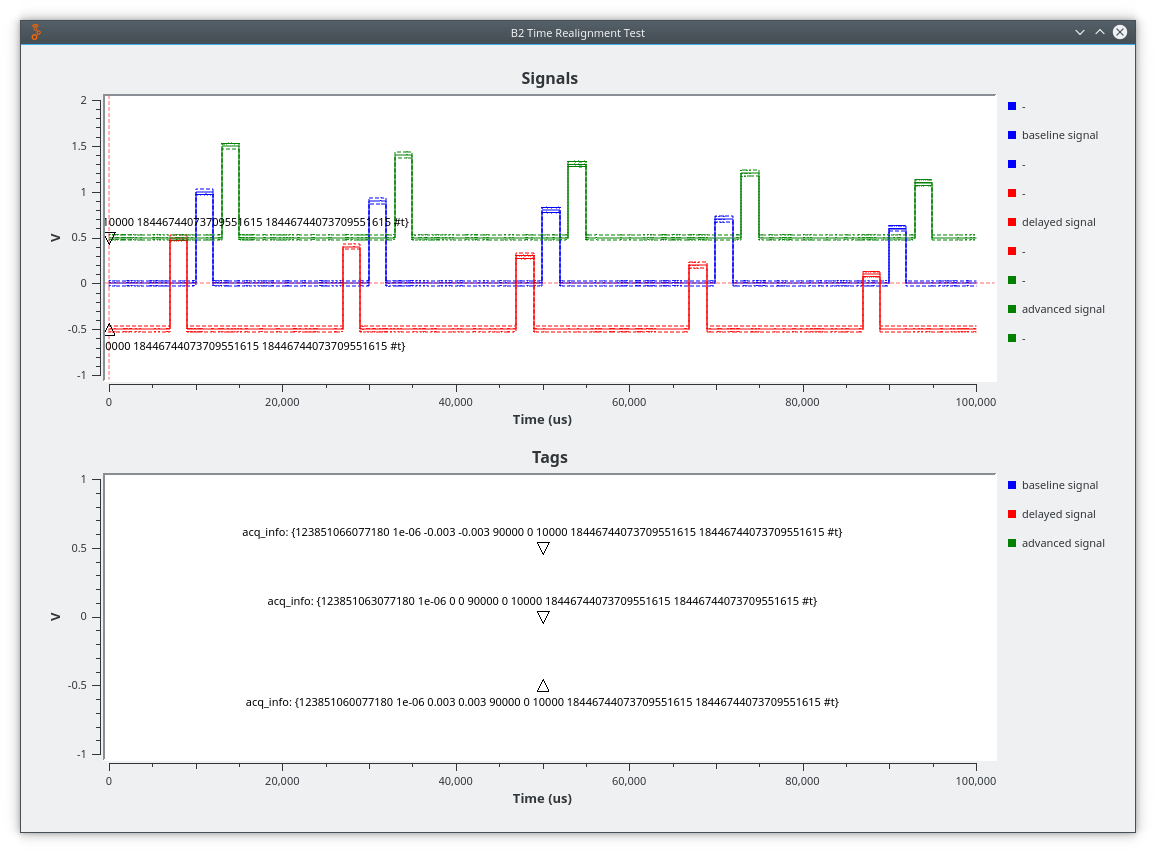 B2 Time Realignment Test
Signals
2
1.5
1
0.5
0
-0.5
-1
V
10000 18446744073709551615 18446744073709551615 #t}
0000 18446744073709551615 18446744073709551615 #t}
0
20,000
40,000
60,000
80,000
100,000
Time (us)
-
baseline signal
-
-
delayed signal
-
-
advanced signal
-
Tags
1
0.5
0
-0.5
-1
V
acq_info: {123851066077180 1e-06 -0.003 -0.003 90000 0 10000 18446744073709551615 18446744073709551615 #t}
acq_info: {123851063077180 1e-06 0 0 90000 0 10000 18446744073709551615 18446744073709551615 #t}
acq_info: {123851060077180 1e-06 0.003 0.003 90000 0 10000 18446744073709551615 18446744073709551615 #t}
0
20,000
40,000
60,000
80,000
100,000
Time (us)
baseline signal
delayed signal
advanced signal